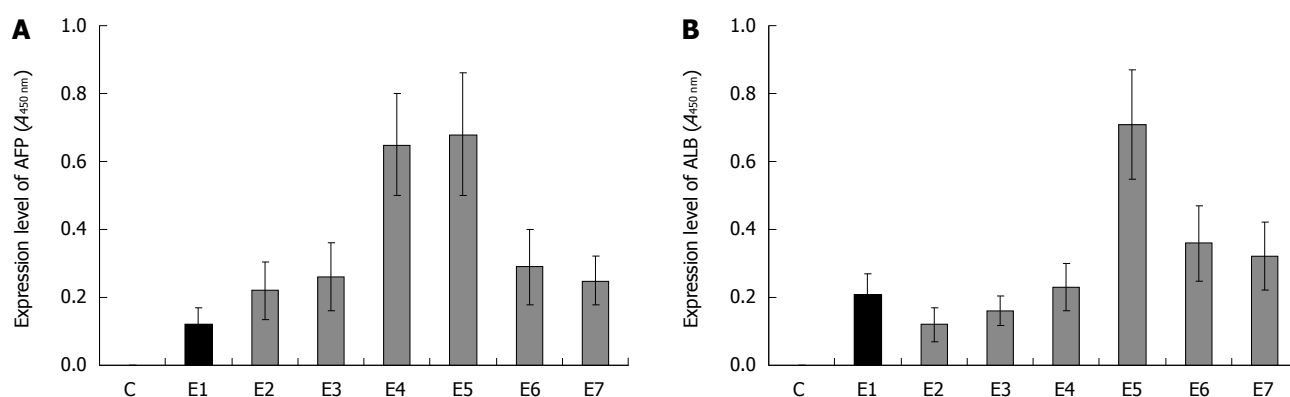 A
Expression level of AFP (A450 nm)
1.0
0.8
0.6
0.4
0.2
0.0
C E1 E2 E3 E4 E5 E6 E7
B
Expression level of ALB (A450 nm)
1.0
0.8
0.6
0.4
0.2
0.0
C E1 E2 E3 E4 E5 E6 E7